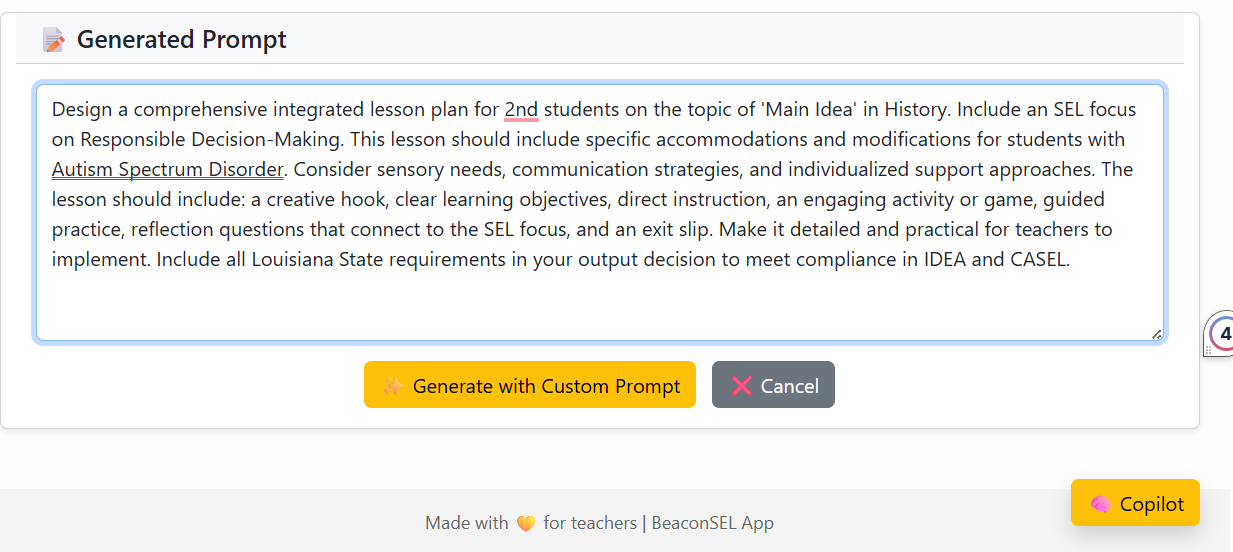 Generated Prompt
Design a comprehensive integrated lesson plan for 2nd students on the topic of 'Main Idea' in History. Include an SEL focus
on Responsible Decision-Making. This lesson should include specific accommodations and modifications for students with
Autism Spectrum Disorder. Consider sensory needs, communication strategies, and individualized support approaches. The
lesson should include: a creative hook, clear learning objectives, direct instruction, an engaging activity or game, guided
practice, reflection questions that connect to the SEL focus, and an exit slip. Make it detailed and practical for teachers to
implement. Include all Louisiana State requirements in your output decision to meet compliance in IDEA and CASEL.
4
✨ Generate with Custom Prompt
❌ Cancel
🧠 Copilot
Made with 💛 for teachers | BeaconSEL App